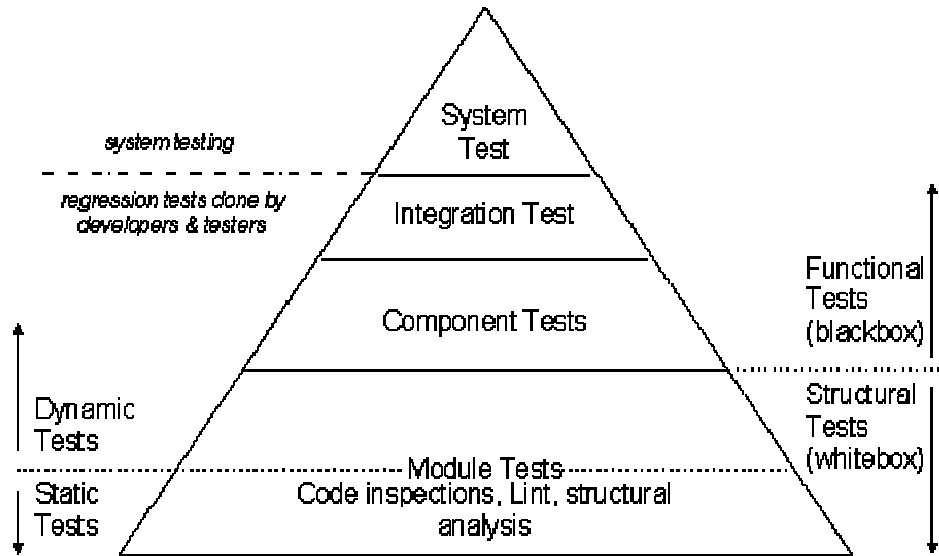 System
Test
system testing
regression tests done by
developers & testers
Integration Test
Functional
Tests
(blackbox)
Component Tests
Structural
Tests
(whitebox)
Dynamic
Tests
Module Tests
Static
Tests
Code inspections, Lint, structural
analysis